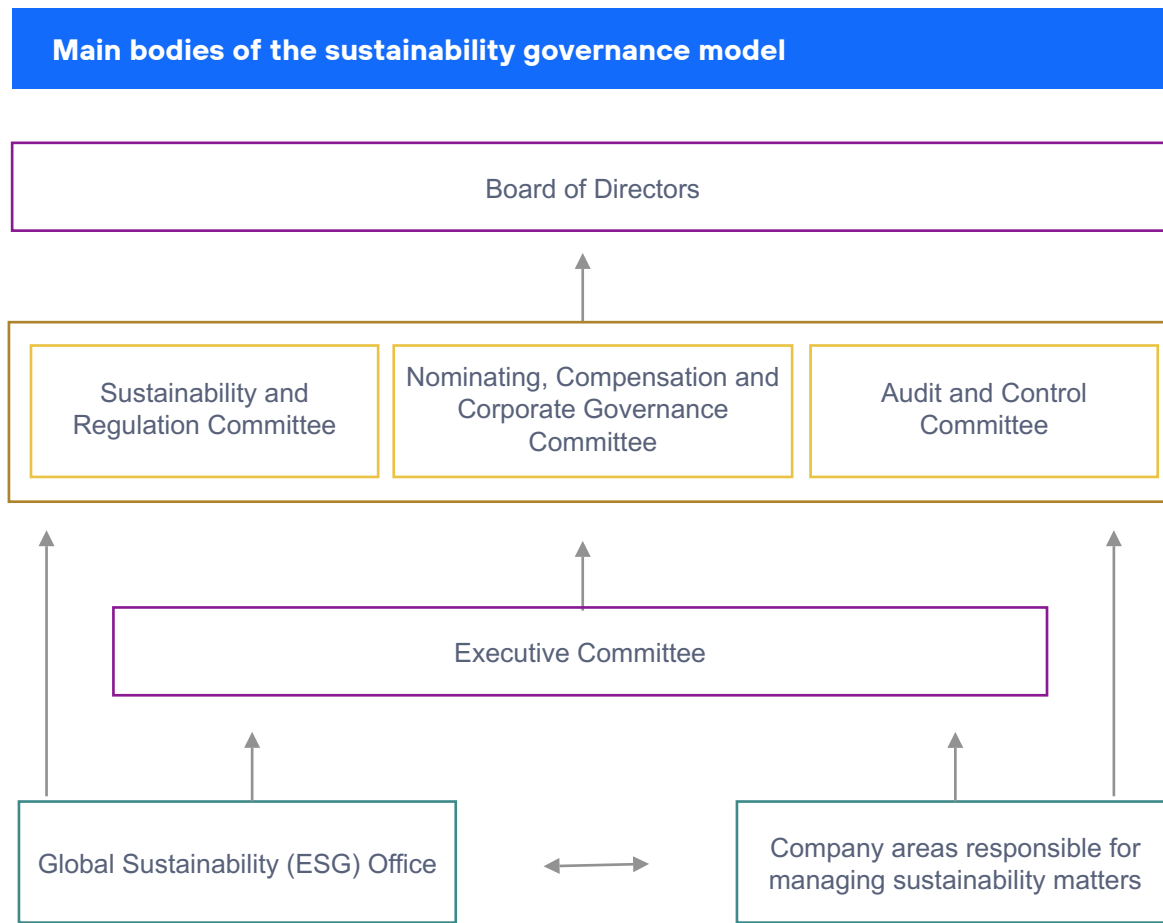 Main bodies of the sustainability governance model
Board of Directors
Sustainability and
Regulation Committee
Nominating, Compensation and
Corporate Governance
Committee
Audit and Control
Committee
Executive Committee
Global Sustainability (ESG) Office
Company areas responsible for
managing sustainability matters